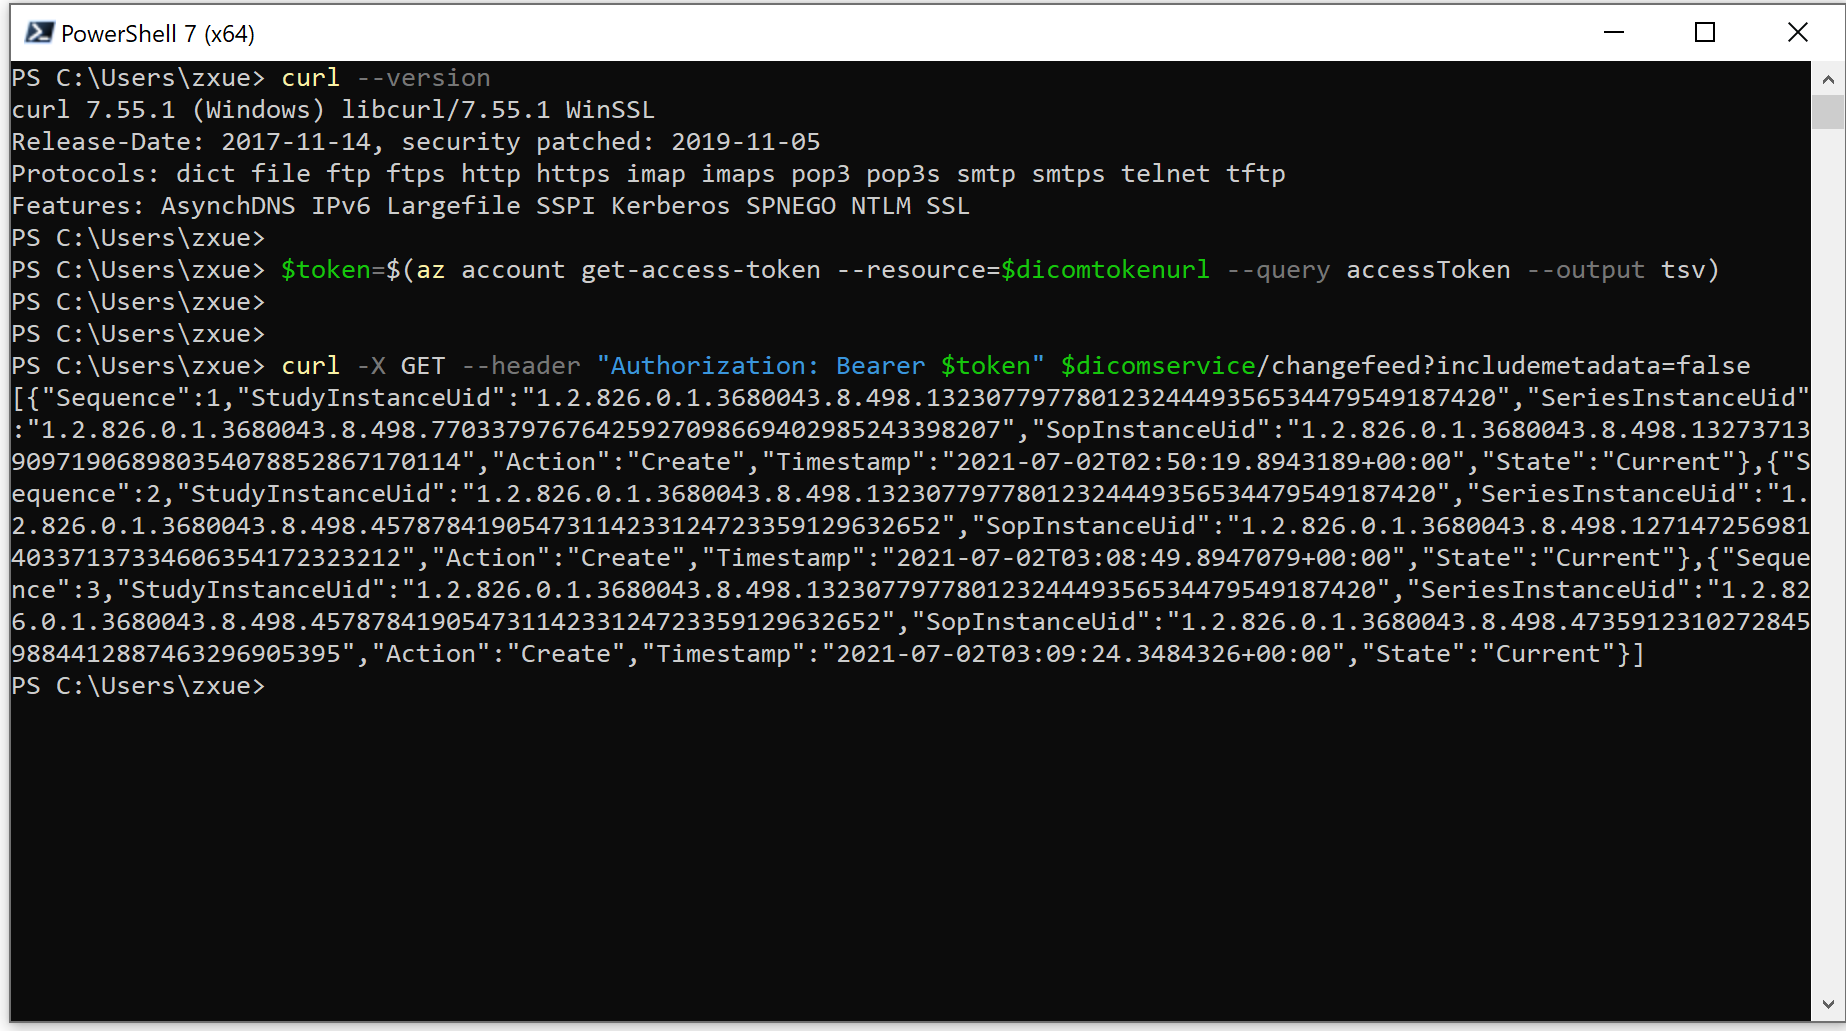 PowerShell 7 (x64)
PS C:\Users\zxue> curl --version
curl 7.55.1 (Windows) libcurl/7.55.1 WinSSL
Release-Date: 2017-11-14, security patched: 2019-11-05
Protocols: dict file ftp ftps http https imap imaps pop3 pop3s smtp smtps telnet tftp
Features: AsynchDNS IPv6 Largefile SSPI Kerberos SPNEGO NTLM SSL
PS C:\Users\zxue>
PS C:\Users\zxue> $token=$(az account get-access-token --resource=$dicomtokenurl --query accessToken --output tsv)
PS C:\Users\zxue>
PS C:\Users\zxue>
PS C:\Users\zxue> curl -X GET --header "Authorization: Bearer $token" $dicomservice/changefeed?includemetadata=false
[{"Sequence":1,"StudyInstanceUid":"1.2.826.0.1.3680043.8.498.13230779778012324449356534479549187420","SeriesInstanceUid"
:"1.2.826.0.1.3680043.8.498.77033797676425927098669402985243398207","SopInstanceUid":"1.2.826.0.1.3680043.8.498.13273713
909719068980354078852867170114","Action":"Create","Timestamp":"2021-07-02T02:50:19.8943189+00:00","State":"Current"},{"S
equence":2,"StudyInstanceUid":"1.2.826.0.1.3680043.8.498.13230779778012324449356534479549187420","SeriesInstanceUid":"1.
2.826.0.1.3680043.8.498.45787841905473114233124723359129632652","SopInstanceUid":"1.2.826.0.1.3680043.8.498.127147256981
40337137334606354172323212","Action":"Create","Timestamp":"2021-07-02T03:08:49.8947079+00:00","State":"Current"},{"Seque
nce":3,"StudyInstanceUid":"1.2.826.0.1.3680043.8.498.13230779778012324449356534479549187420","SeriesInstanceUid":"1.2.82
6.0.1.3680043.8.498.45787841905473114233124723359129632652","SopInstanceUid":"1.2.826.0.1.3680043.8.498.4735912310272845
9884412887463296905395","Action":"Create","Timestamp":"2021-07-02T03:09:24.3484326+00:00","State":"Current"}]
PS C:\Users\zxue>